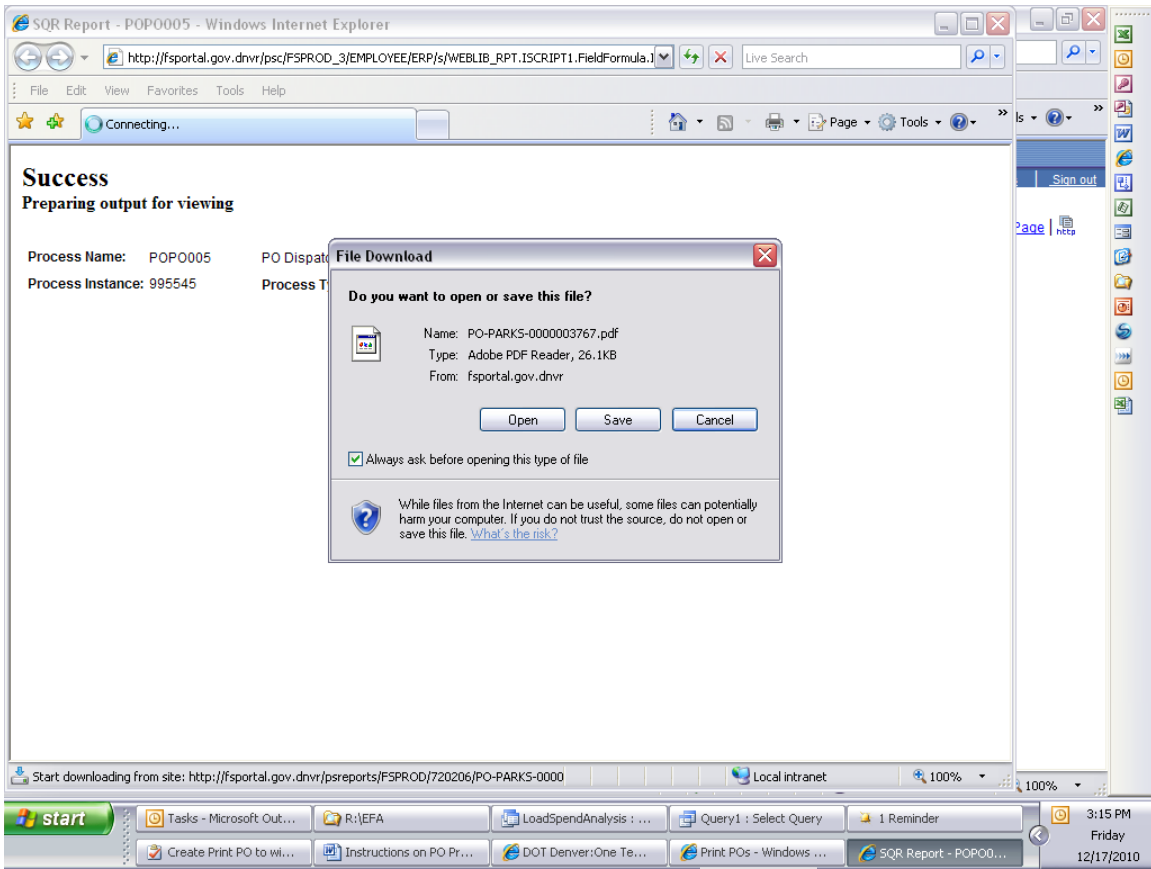 SQR Report - POPO005 - Windows Internet Explorer
http://fsportal.gov.dnvr/psc/FSPROD_3/EMPLOYEE/ERP/s/WEBLIB_RPT.ISCRIPT1.FieldFormula.I
Live Search
File Edit View Favorites Tools Help
Connecting...
Page Tools
ls
Success
Sign out
Preparing output for viewing
Page | http
Process Name: POPO005 PO Dispatc
Process Instance: 995545 Process T
File Download
Do you want to open or save this file?
Name: PO-PARKS-0000003767.pdf
Type: Adobe PDF Reader, 26.1KB
From: fsportal.gov.dnvr
Open Save Cancel
Always ask before opening this type of file
While files from the Internet can be useful, some files can potentially
harm your computer. If you do not trust the source, do not open or
save this file. What's the risk?
Start downloading from site: http://fsportal.gov.dnvr/psreports/FSPROD/720206/PO-PARKS-0000
Local intranet
100%
100%
start
Tasks - Microsoft Out...
R:\EFA
LoadSpendAnalysis : ...
Query1 : Select Query
1 Reminder
3:15 PM
Create Print PO to wi...
Instructions on PO Pr...
DOT Denver:One Te...
Print POs - Windows ...
SQR Report - POPO0...
Friday
12/17/2010